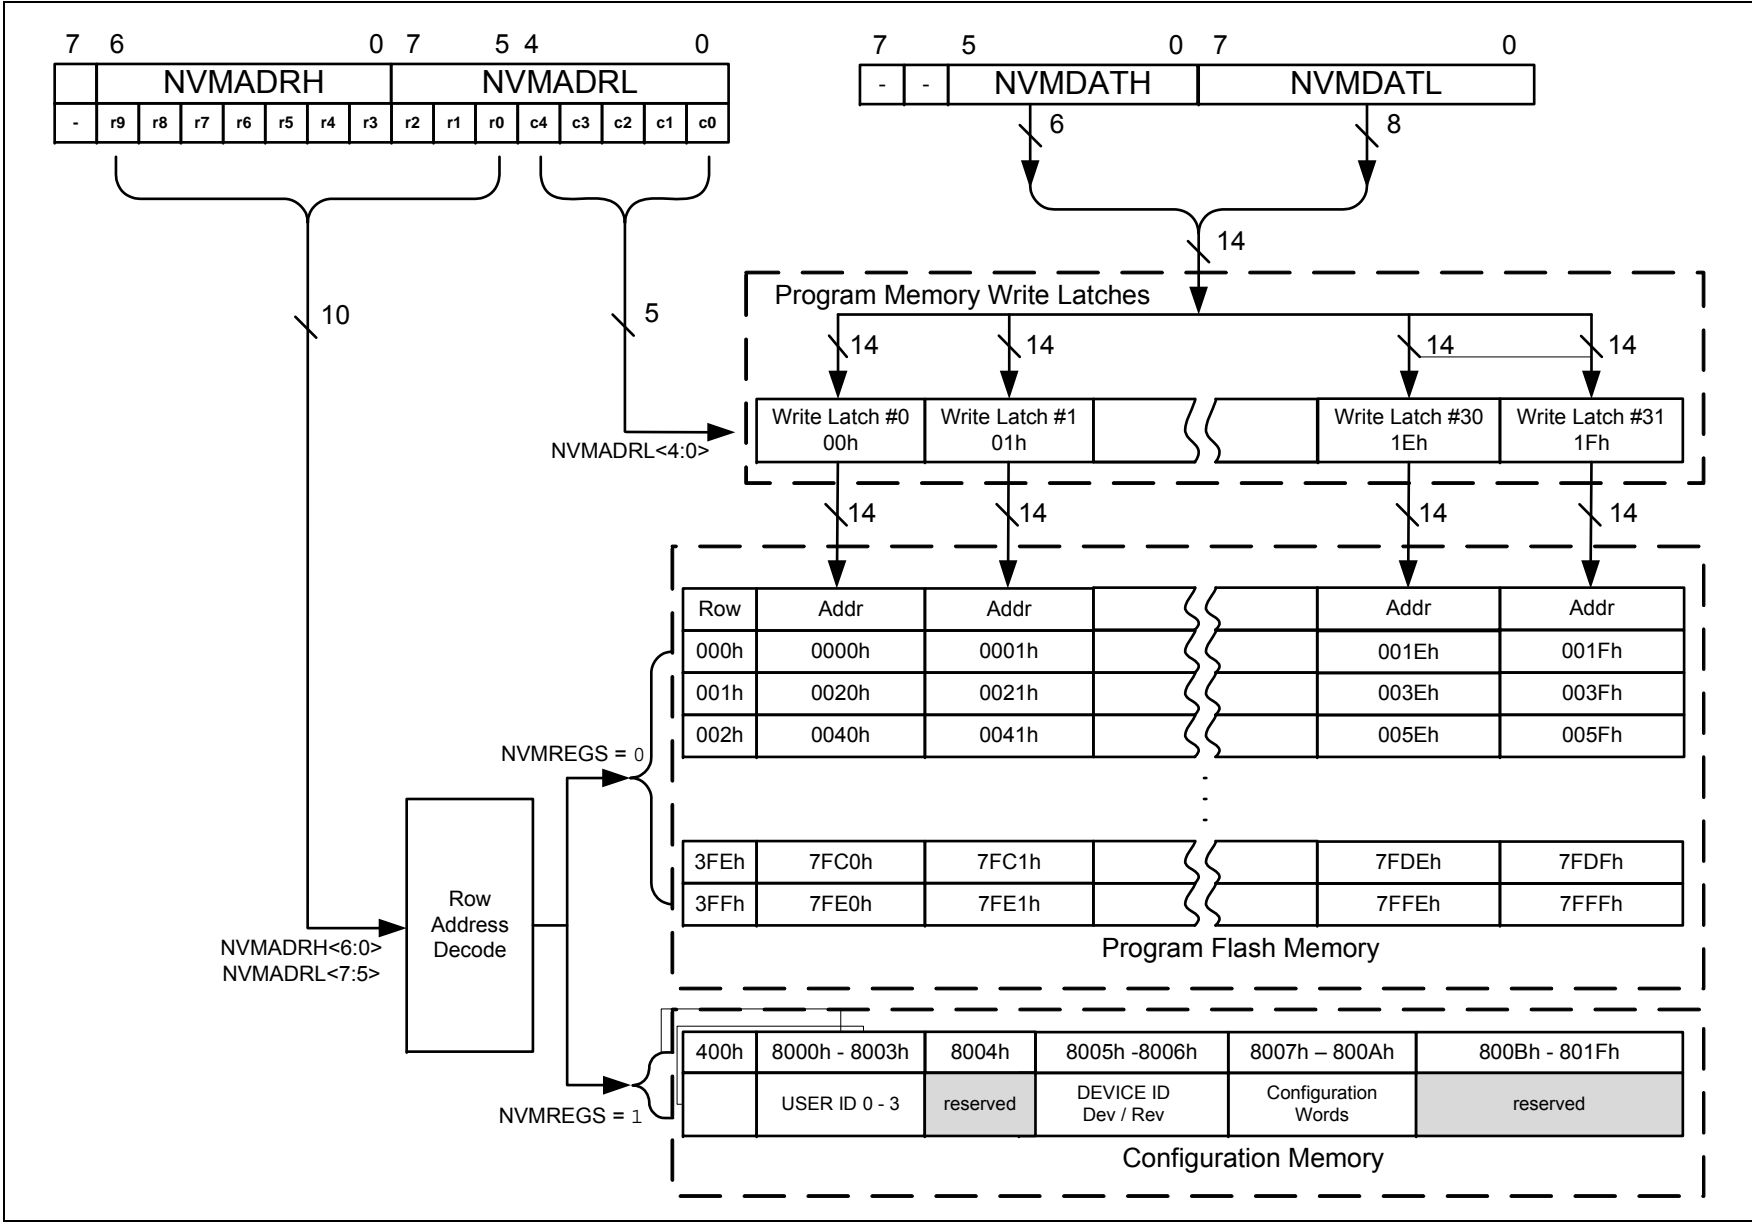 7 6 0 7 5 4 0 7 5 0 7 0
NVMADRH NVMADRL - - NVMDATH NVMDATL
- r9 r8 r7 r6 r5 r4 r3 r2 r1 r0 c4 c3 c2 c1 c0
6 8
14
Program Memory Write Latches
10 5
14 14 14 14
Write Latch #0 Write Latch #1 Write Latch #30 Write Latch #31
00h 01h 1Eh 1Fh
NVMADRL<4:0>
14 14 14 14
Row Addr Addr Addr Addr
000h 0000h 0001h 001Eh 001Fh
001h 0020h 0021h 003Eh 003Fh
002h 0040h 0041h 005Eh 005Fh
NVMREGS = 0
3FEh 7FC0h 7FC1h 7FDEh 7FDFh
3FFh 7FE0h 7FE1h 7FFEh 7FFFh
Row
Address
Decode
NVMADRH<6:0>
NVMADRL<7:5>
Program Flash Memory
400h 8000h - 8003h 8004h 8005h -8006h 8007h – 800Ah 800Bh - 801Fh
USER ID 0 - 3 reserved DEVICE ID Configuration reserved
Dev / Rev Words
NVMREGS = 1
Configuration Memory